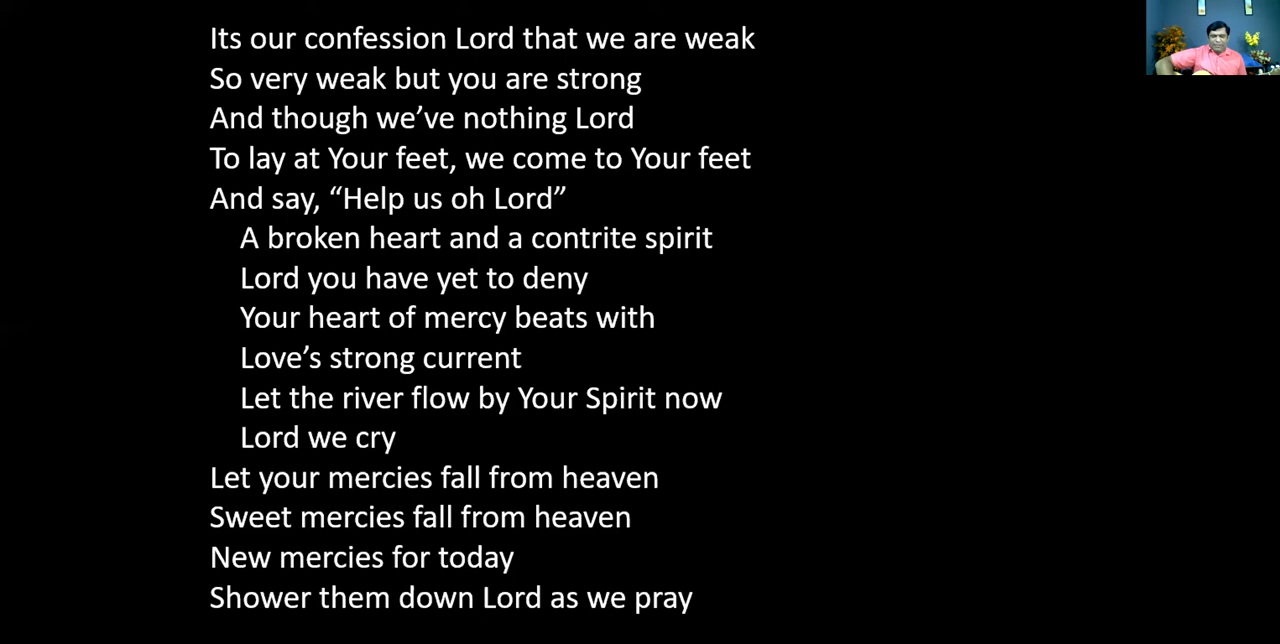 Its our confession Lord that we are weak
So very weak but you are strong
And though we’ve nothing Lord
To lay at Your feet, we come to Your feet
And say, “Help us oh Lord”
A broken heart and a contrite spirit
Lord you have yet to deny
Your heart of mercy beats with
Love’s strong current
Let the river flow by Your Spirit now
Lord we cry
Let your mercies fall from heaven
Sweet mercies fall from heaven
New mercies for today
Shower them down Lord as we pray